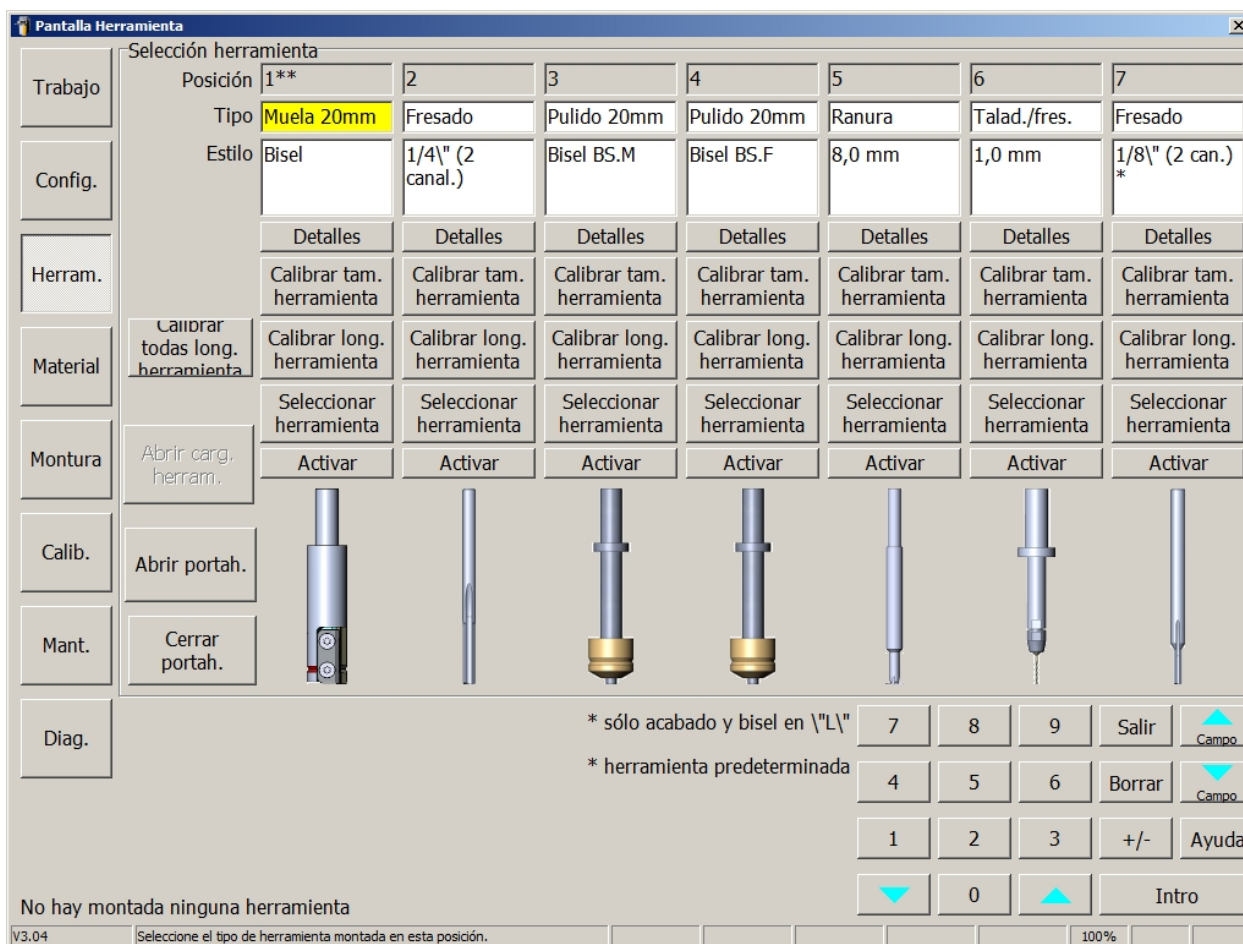 Pantalla Herramienta
Selección herramienta
Trabajo
Config.
Herram.
Material
Montura
Calib.
Mant.
Diag.
Posición 1** 2 3 4 5 6 7
Tipo Muela 20mm Fresado Pulido 20mm Pulido 20mm Ranura Talad./fres. Fresado
Estilo Bisel 1/4\" (2 canal.) Bisel BS.M Bisel BS.F 8,0 mm 1,0 mm 1/8\" (2 can.) *
Detalles Detalles Detalles Detalles Detalles Detalles Detalles
Calibrar tam. Calibrar tam. Calibrar tam. Calibrar tam. Calibrar tam. Calibrar tam. Calibrar tam.
herramienta herramienta herramienta herramienta herramienta herramienta herramienta
Calibrar
todas long.
herramienta
Calibrar long. Calibrar long. Calibrar long. Calibrar long. Calibrar long. Calibrar long. Calibrar long.
herramienta herramienta herramienta herramienta herramienta herramienta herramienta
Seleccionar Seleccionar Seleccionar Seleccionar Seleccionar Seleccionar Seleccionar
herramienta herramienta herramienta herramienta herramienta herramienta herramienta
Abrir carg.
herram.
Activar Activar Activar Activar Activar Activar Activar
Abrir portah.
Cerrar
portah.
* sólo acabado y bisel en \"L\"
* herramienta predeterminada
7 8 9 Salir Campo
4 5 6 Borrar Campo
1 2 3 +/- Ayuda
0 Intro
No hay montada ninguna herramienta
V3.04 Seleccione el tipo de herramienta montada en esta posición. 100%